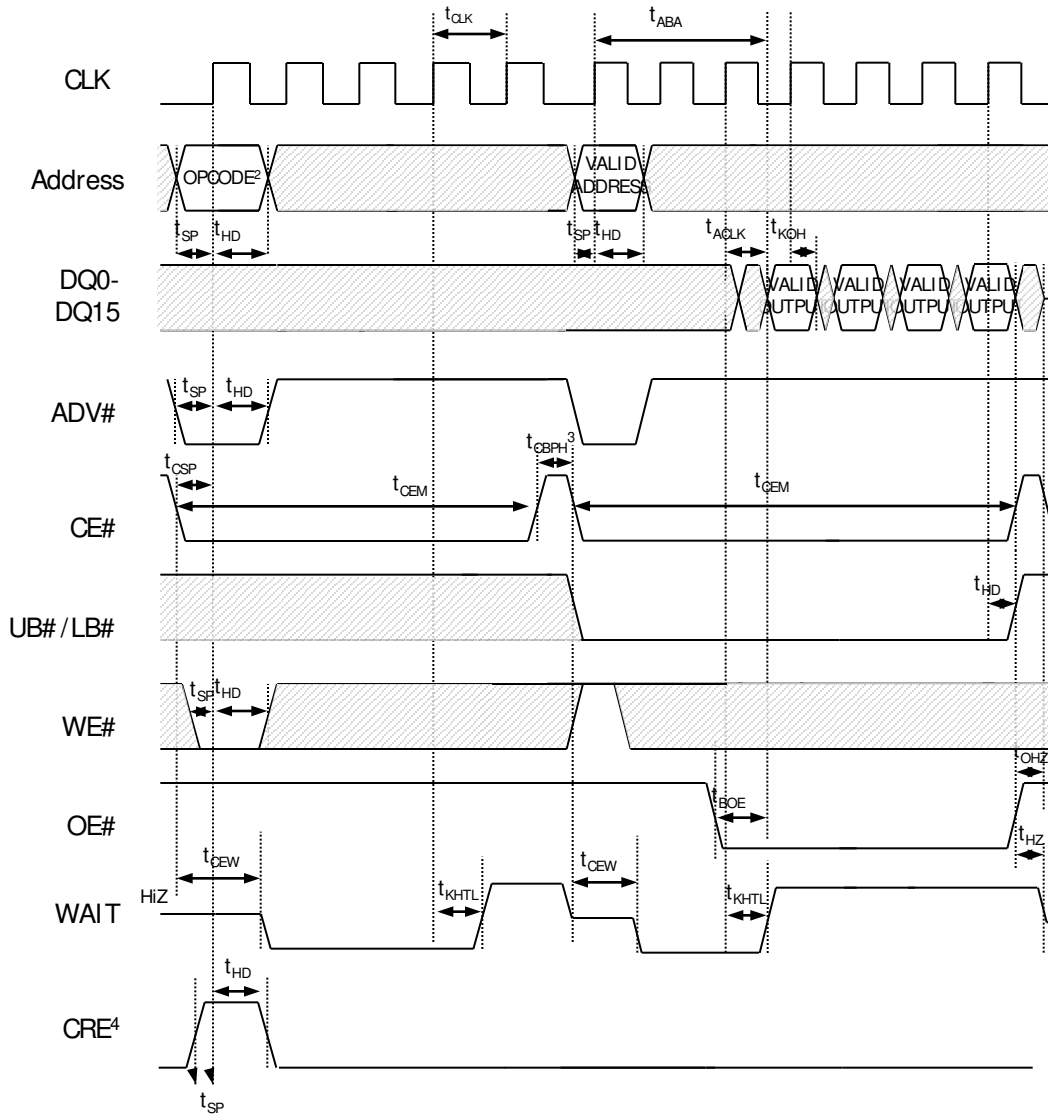 tCLK
tABA
CLK
Address
OPCODE²
VALID
ADDRESS
tSP
tHD
tSP
tHD
tACLK
tKOH
DQ0-
DQ15
VALID
OUTPUT
VALID
OUTPUT
VALID
OUTPUT
VALID
OUTPUT
ADV#
tSP
tHD
tCBPH³
tCSP
tCEM
tCEM
CE#
UB# / LB#
tHD
WE#
tSP
tHD
tOHZ
OE#
tBOE
tHZ
tCEW
tCEW
HiZ
WAIT
tKHTL
tKHTL
tHD
CRE⁴
tSP